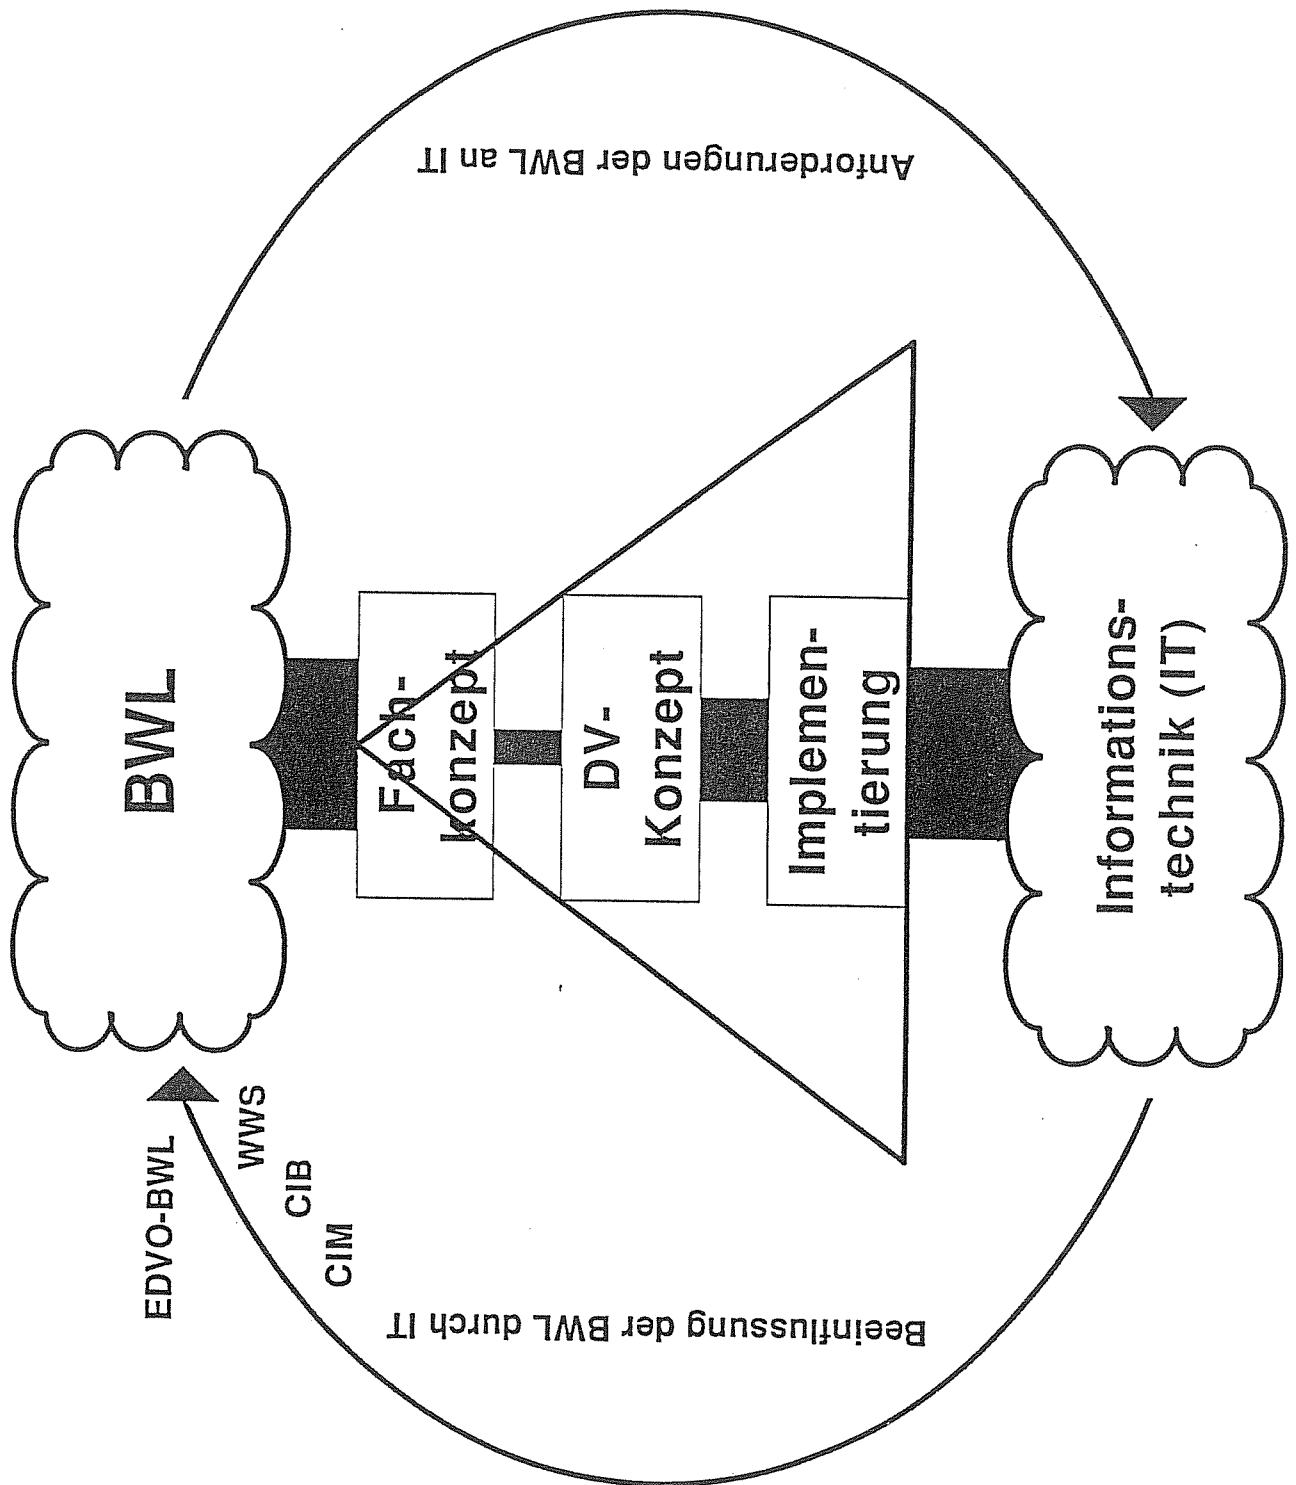 Anforderungen der BWL an IT
BWL
EDVO-BWL
WWS
CIB
CIM
Fach-
konzept
DV-
Konzept
Implemen-
tierung
Informations-
technik (IT)
Beeinflussung der BWL durch IT